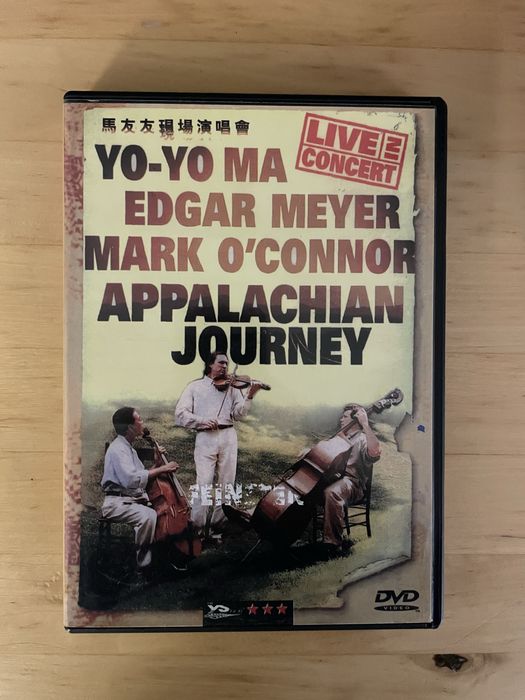 馬友友現場演唱會
LIVE IN
CONCERT
YO-YO MA
EDGAR MEYER
MARK O'CONNOR
APPALACHIAN
JOURNEY
DVD
VIDEO